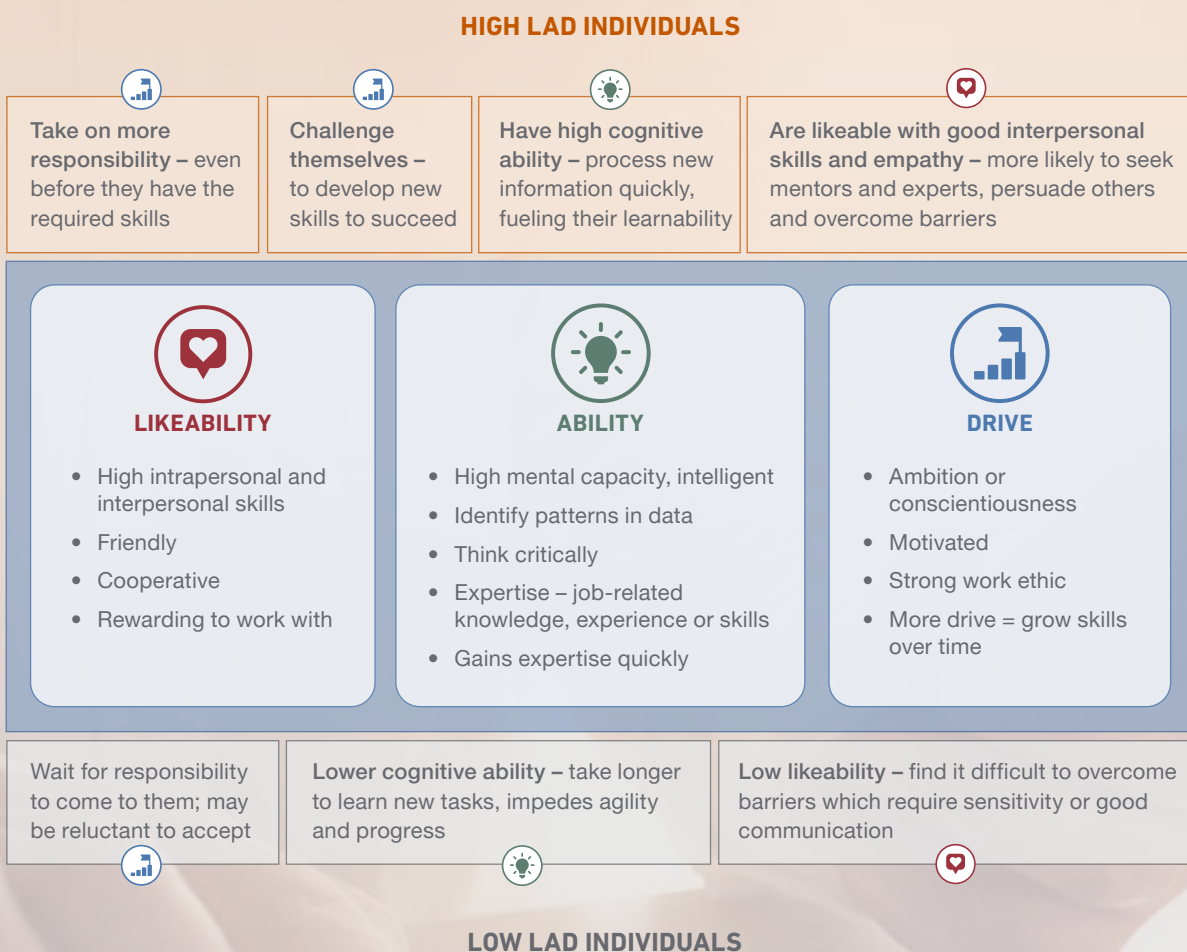 HIGH LAD INDIVIDUALS
Take on more
responsibility – even
before they have the
required skills
Challenge
themselves –
to develop new
skills to succeed
Have high cognitive
ability – process new
information quickly,
fueling their learnability
Are likeable with good interpersonal
skills and empathy – more likely to seek
mentors and experts, persuade others
and overcome barriers
LIKEABILITY
• High intrapersonal and
interpersonal skills
• Friendly
• Cooperative
• Rewarding to work with
ABILITY
• High mental capacity, intelligent
• Identify patterns in data
• Think critically
• Expertise – job-related
knowledge, experience or skills
• Gains expertise quickly
DRIVE
• Ambition or
conscientiousness
• Motivated
• Strong work ethic
• More drive = grow skills
over time
Wait for responsibility
to come to them; may
be reluctant to accept
Lower cognitive ability – take longer
to learn new tasks, impedes agility
and progress
Low likeability – find it difficult to overcome
barriers which require sensitivity or good
communication
LOW LAD INDIVIDUALS